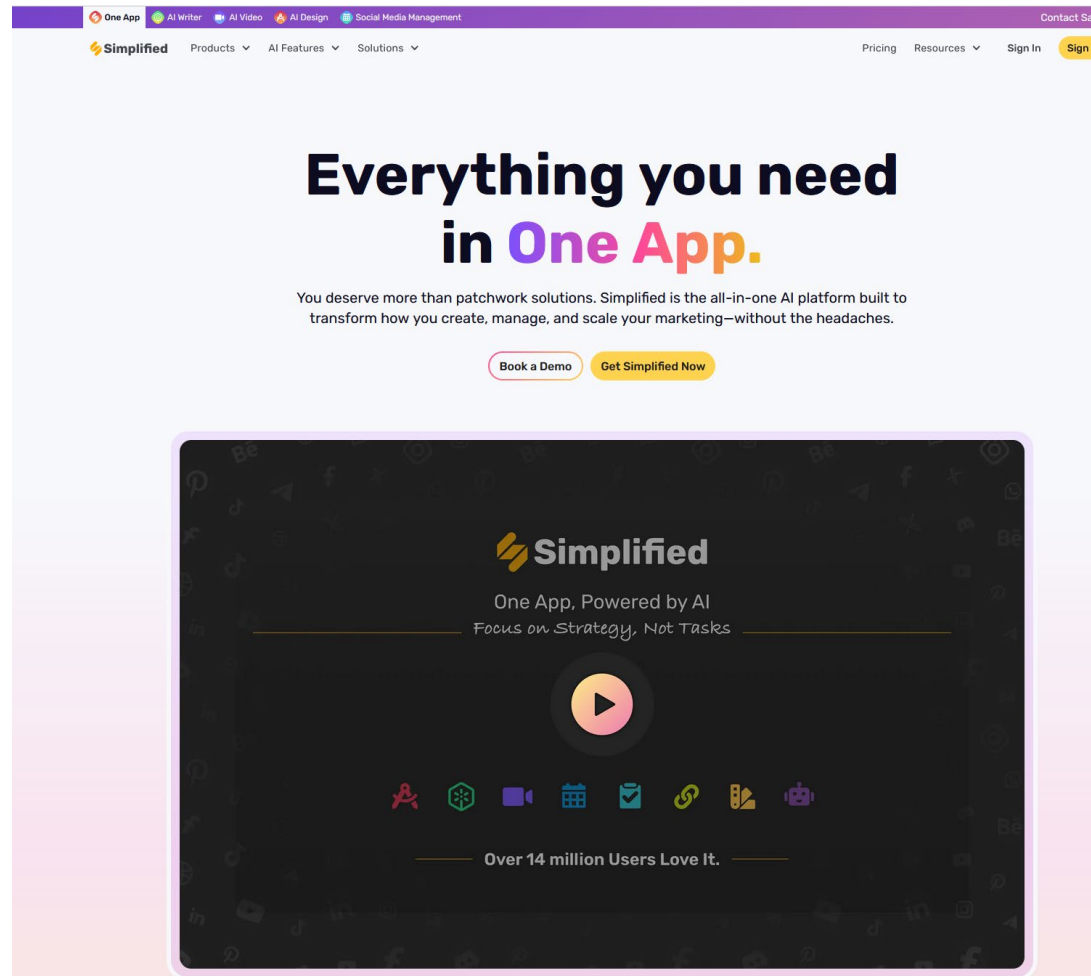 One App AI Writer AI Video AI Design Social Media Management Contact Sa
Simplified Products AI Features Solutions Pricing Resources Sign In Sign
Everything you need
in One App.
You deserve more than patchwork solutions. Simplified is the all-in-one AI platform built to
transform how you create, manage, and scale your marketing—without the headaches.
Book a Demo Get Simplified Now
Simplified
One App, Powered by AI
Focus on Strategy, Not Tasks
Over 14 million Users Love It.